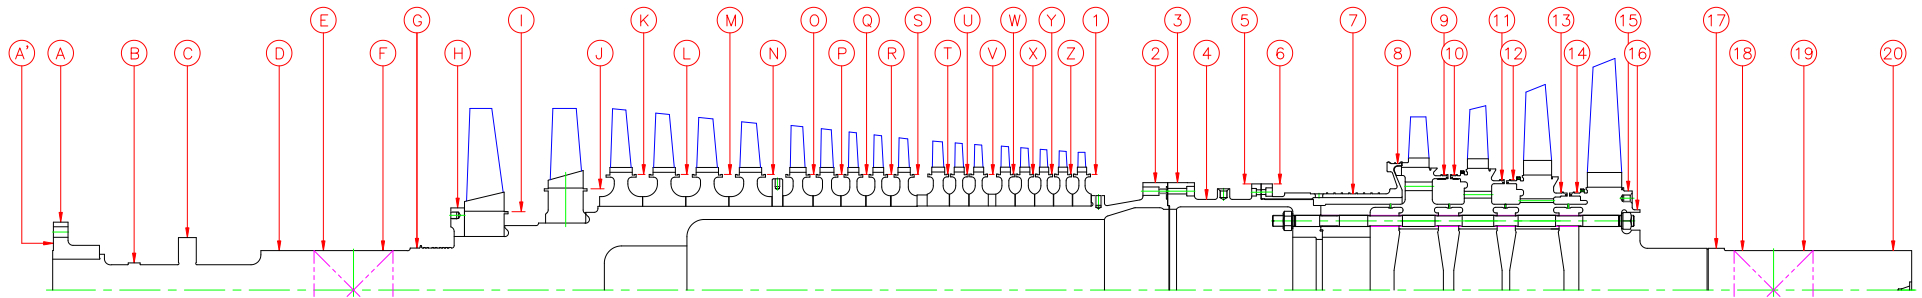 E G I K M O Q S U W Y 1 3 5 7 9 11 13 15 17
A' A B C D F H J L N P R T V X Z 2 4 6 8 10 12 14 16 18 19 20